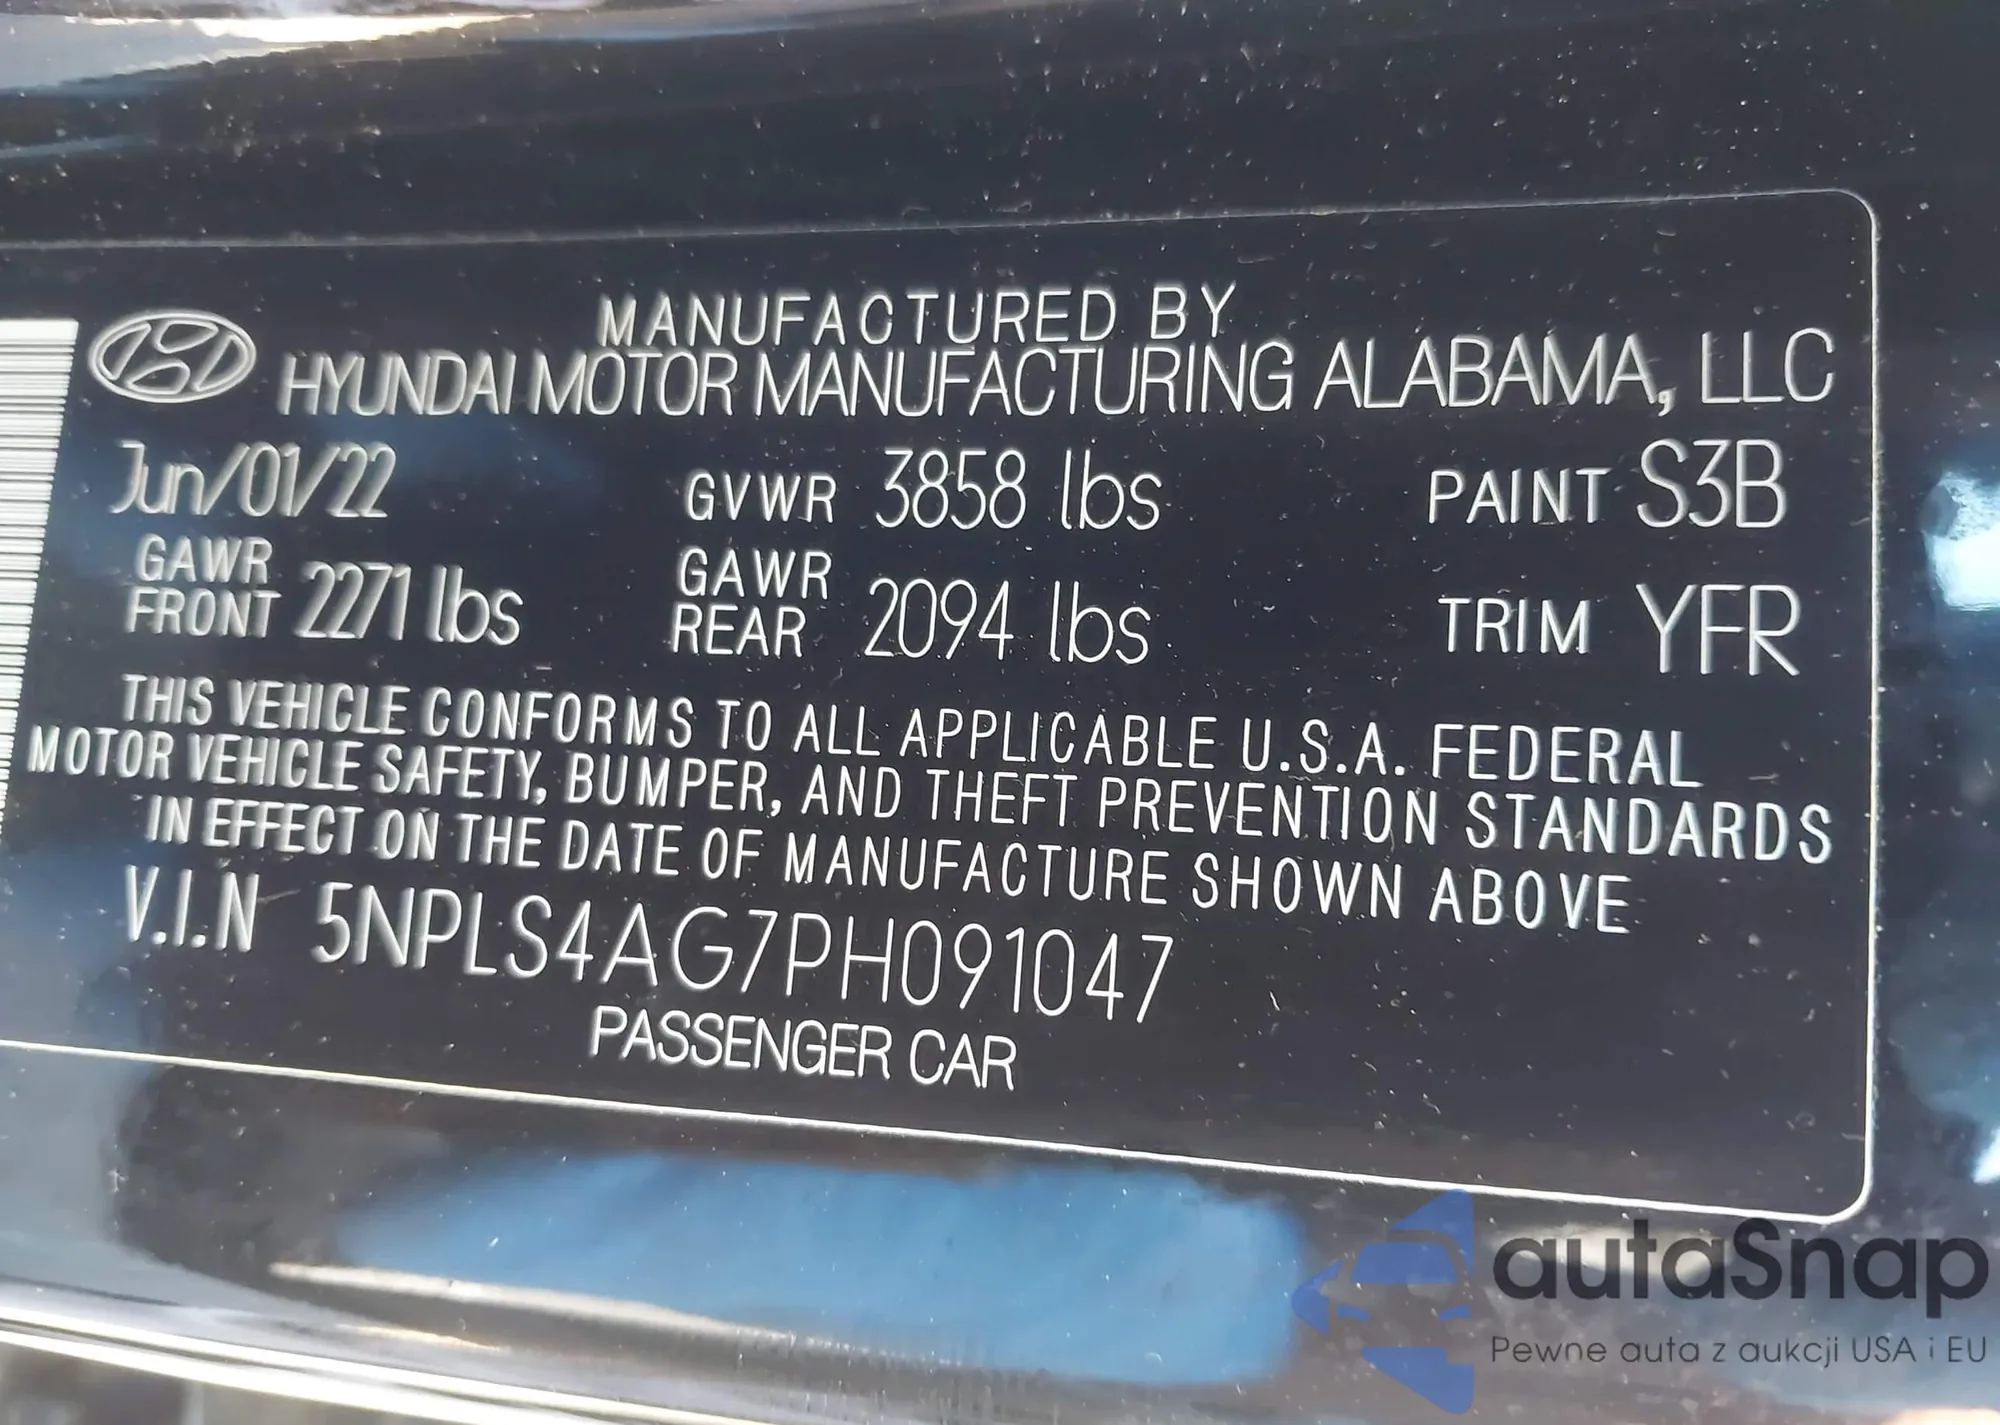 MANUFACTURED BY
HYUNDAI MOTOR MANUFACTURING ALABAMA, LLC
Jun/01/22 GVWR 3858 lbs PAINT S3B
GAWR FRONT 2271 lbs GAWR REAR 2094 lbs TRIM YFR
THIS VEHICLE CONFORMS TO ALL APPLICABLE U.S.A. FEDERAL
MOTOR VEHICLE SAFETY, BUMPER, AND THEFT PREVENTION STANDARDS
IN EFFECT ON THE DATE OF MANUFACTURE SHOWN ABOVE
V.I.N 5NPLS4AG7PH091047
PASSENGER CAR
autaSnap
Pewne auta z aukcji USA i EU